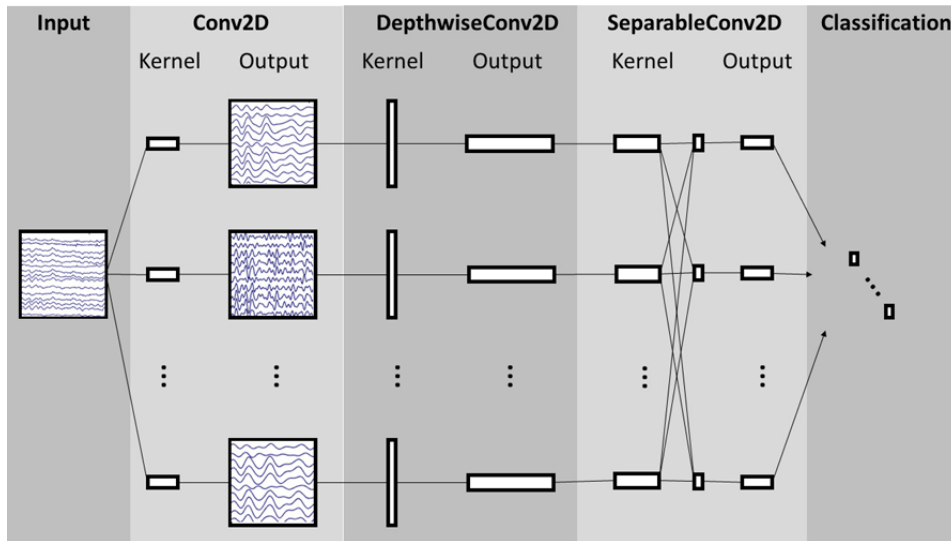 Input Conv2D DepthwiseConv2D SeparableConv2D Classification
Kernel Output Kernel Output Kernel Output